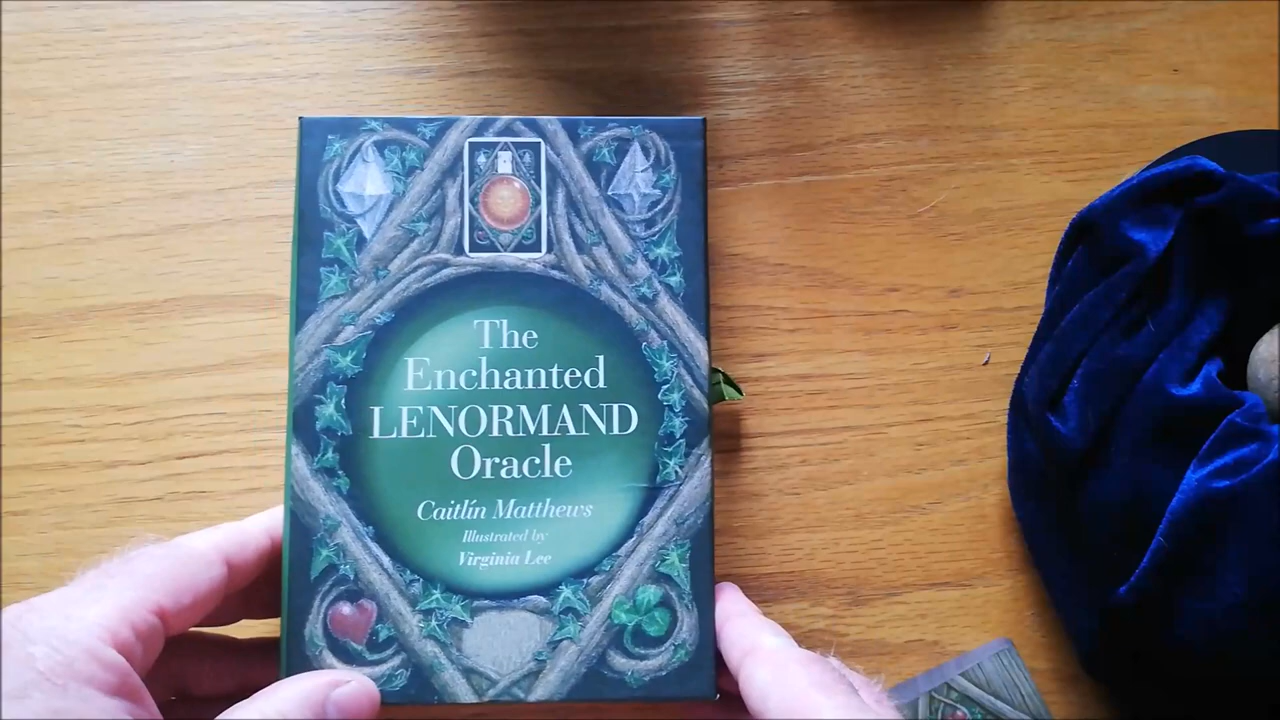 The
Enchanted
LENORMAND
Oracle
Caitlín Matthews
Illustrated by
Virginia Lee